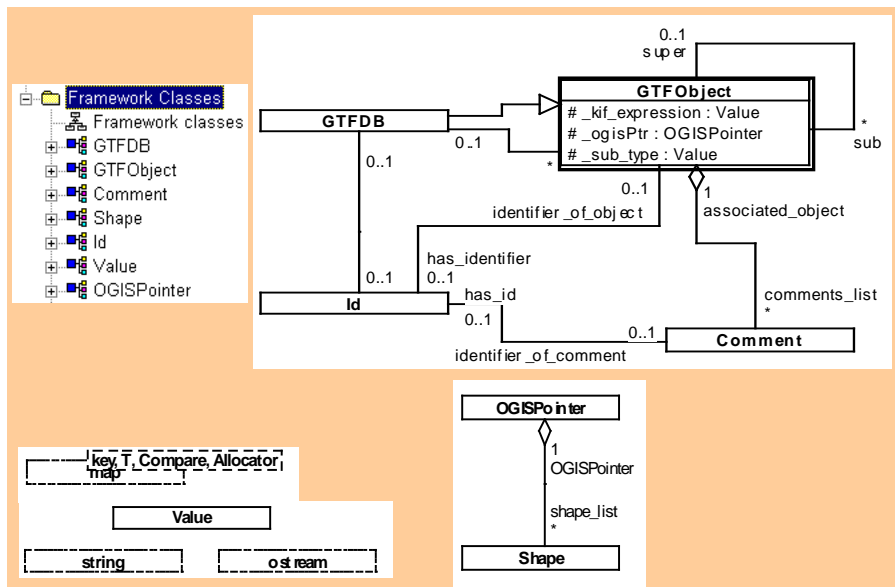 Framework Classes
Framework classes
GTFDB
GTFObject
Comment
Shape
Id
Value
OGISPointer
0..1
super
GTFObject
# _kif_expression : Value
# _ogisPtr : OGISPointer
# _sub_type : Value
*
sub
GTFDB
0..1
*
0..1
0..1
1
identifier_of_object
associated_object
has_identifier
0..1
0..1
Id
has_id
0..1
comments_list
*
0..1
Comment
identifier_of_comment
OGISPointer
1
OGISPointer
shape_list
*
Shape
key, T, Compare, Allocator
map
Value
string
ostream